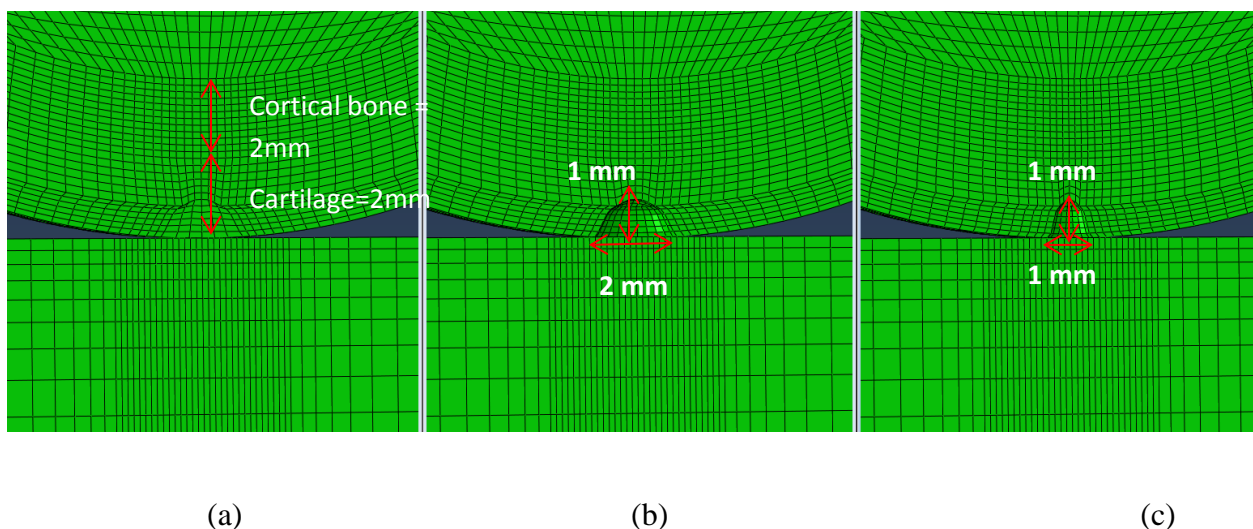 Cortical bone =
2mm
Cartilage=2mm
1 mm
2 mm
1 mm
1 mm
(a)
(b)
(c)